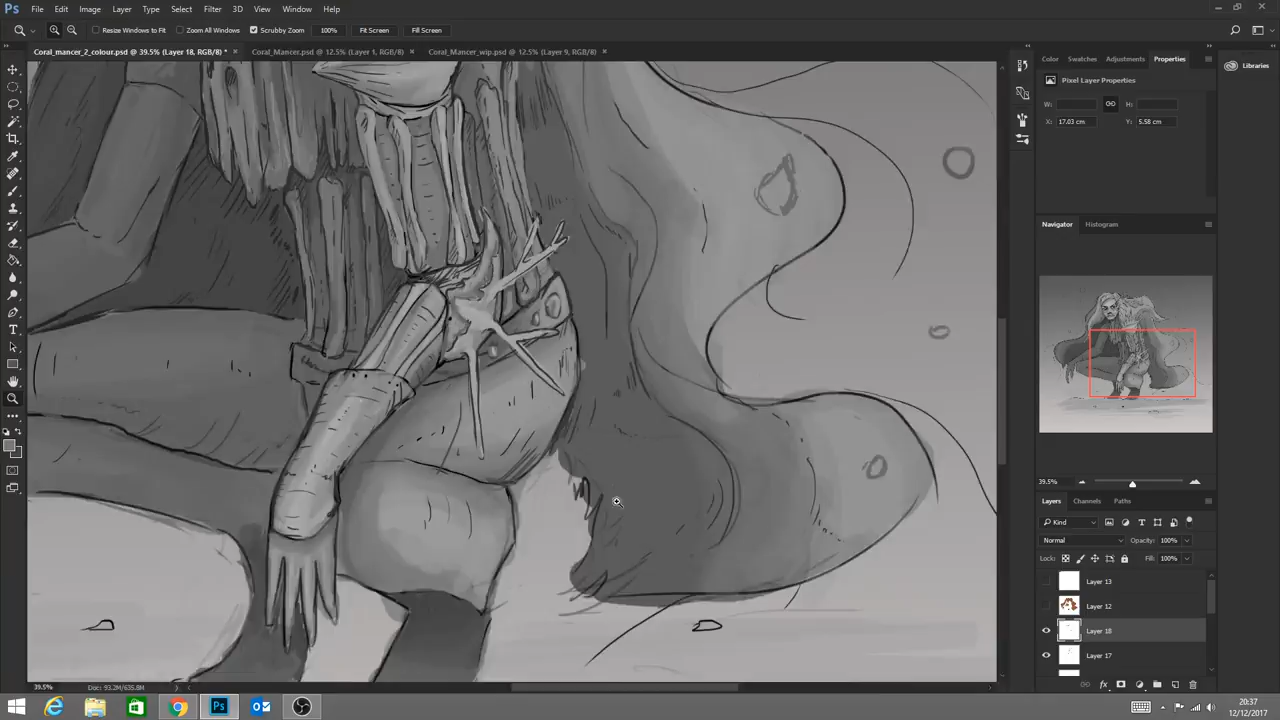 Ps File Edit Image Layer Type Select Filter 3D View Window Help
Resize Windows to Fit Zoom All Windows Scrubby Zoom 100% Fit Screen Fill Screen
Coral_mancer_2_colour.psd @ 39.5% (Layer 18, RGB/8) * × Coral_Mancer.psd @ 12.5% (Layer 1, RGB/8) × Coral_Mancer_wip.psd @ 12.5% (Layer 9, RGB/8) ×
Color Swatches Adjustments Properties
Libraries
Pixel Layer Properties
W: H:
X: 17.03 cm Y: 5.58 cm
Navigator Histogram
39.5%
Layers Channels Paths
Kind
Normal Opacity: 100%
Lock: Fill: 100%
Layer 13
Layer 12
Layer 18
Layer 17
fx
39.5% Doc: 93.2M/635.8M
Ps
20:37
12/12/2017